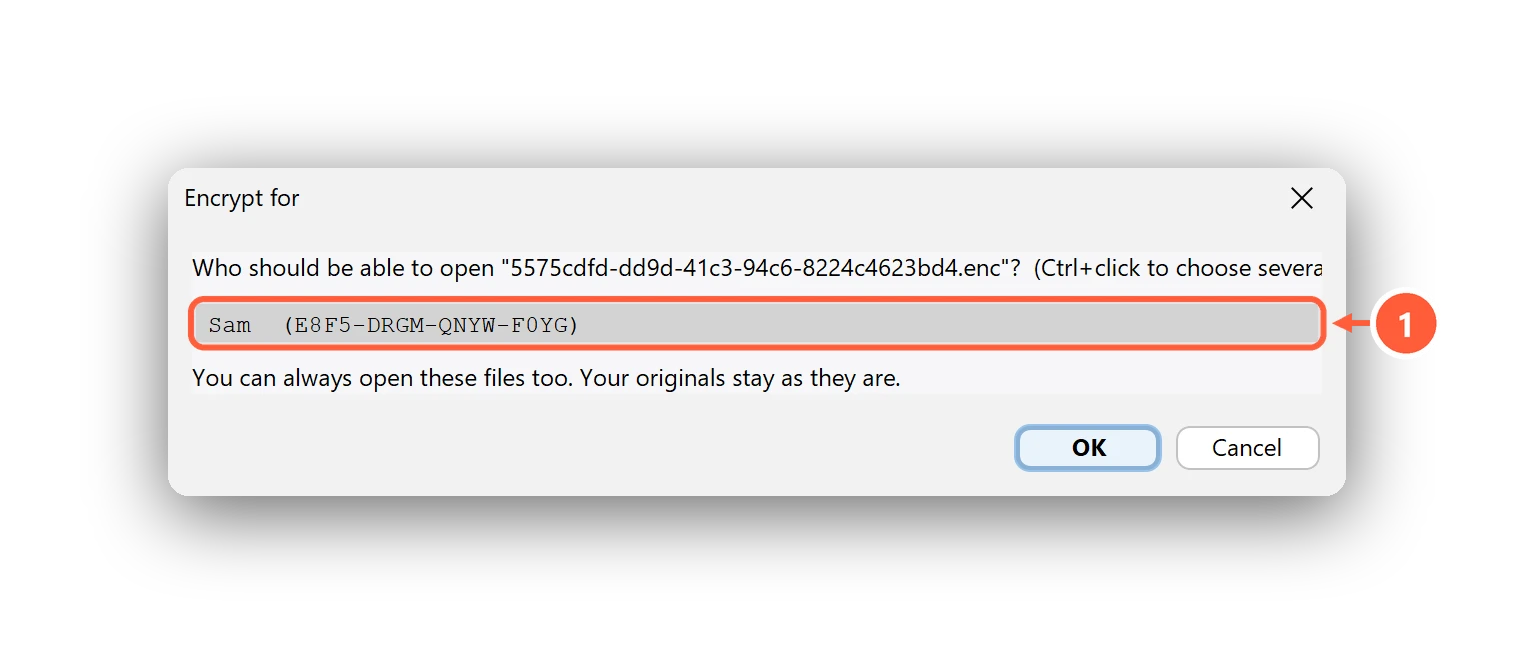 Encrypt for
Who should be able to open "5575cdfd-dd9d-41c3-94c6-8224c4623bd4.enc"?  (Ctrl+click to choose severa
Sam  (E8F5-DRGM-QNYW-F0YG)
1
You can always open these files too. Your originals stay as they are.
OK
Cancel